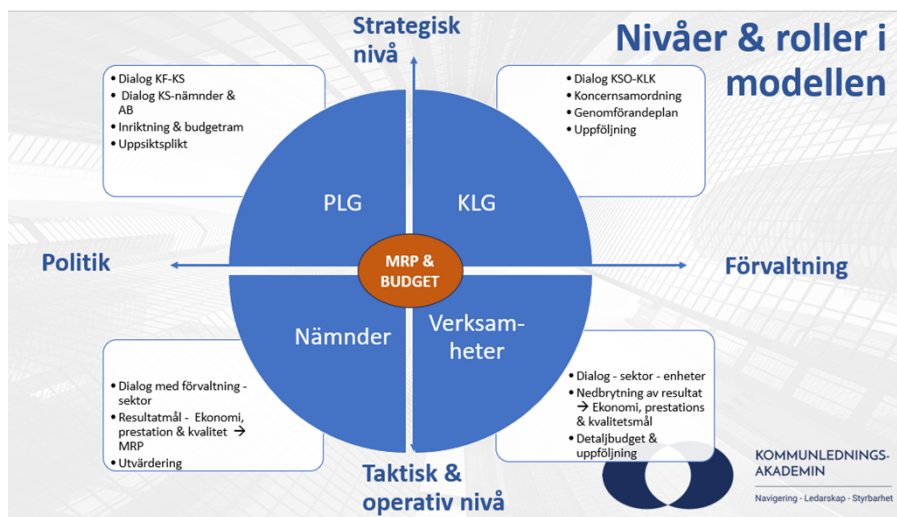 Nivåer & roller i
modellen
Strategisk
nivå
• Dialog KF-KS
• Dialog KS-nämnder &
AB
• Inriktning & budgetram
• Uppsiktsplikt
• Dialog KSO-KLK
• Koncernsamordning
• Genomförandeplan
• Uppföljning
PLG
KLG
Politik
MRP &
BUDGET
Förvaltning
Nämnder
Verksam-
heter
• Dialog med förvaltning -
sektor
• Resultatmål - Ekonomi,
prestation & kvalitet →
MRP
• Utvärdering
• Dialog - sektor - enheter
• Nedbrytning av resultat
→ Ekonomi, prestations
& kvalitetsmål
• Detaljbudget &
uppföljning
Taktisk &
operativ nivå
KOMMUNLEDNINGS-
AKADEMIN
Navigering - Ledarskap - Styrbarhet